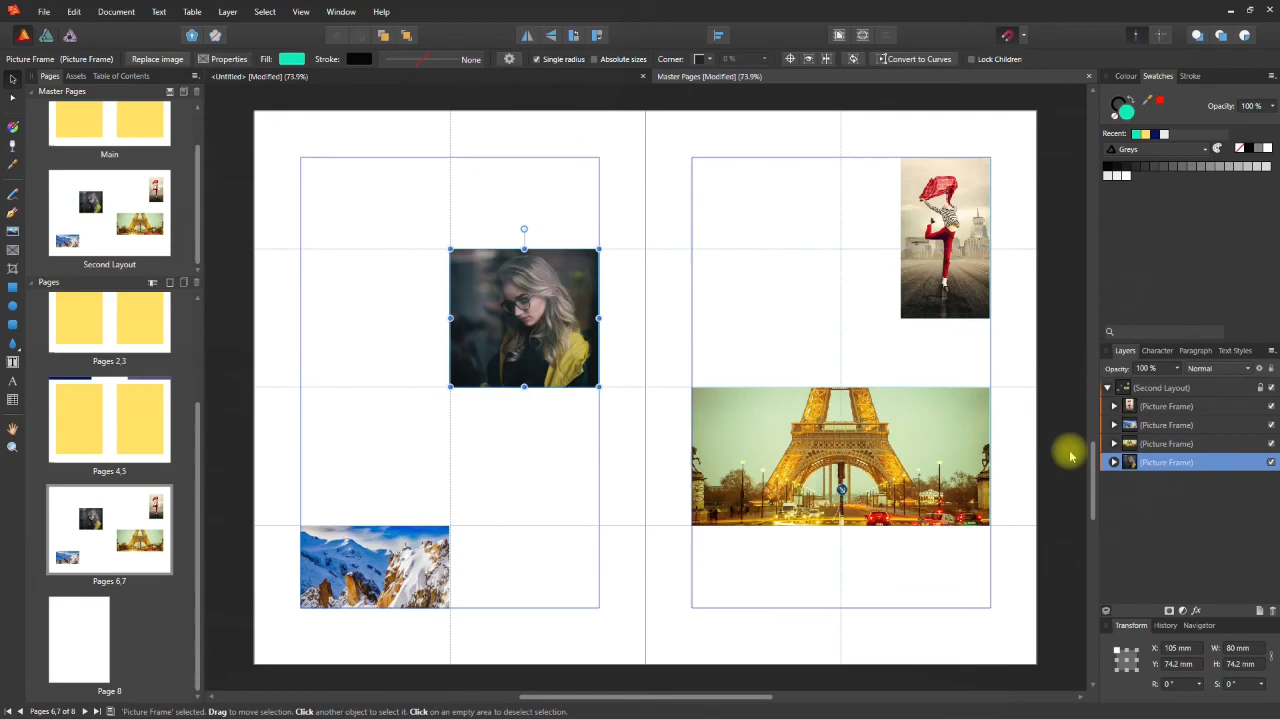 File Edit Document Text Table Layer Select View Window Help
Picture Frame (Picture Frame) Replace image Properties Fill: Stroke: None Single radius Absolute sizes Corner: 0 % Convert to Curves Lock Children
Pages Assets Table of Contents
<Untitled> [Modified] (73.9%)
Master Pages [Modified] (73.9%)
Colour Swatches Stroke
Master Pages
Opacity: 100 %
Recent:
Greys
Main
Second Layout
Pages
Pages 2,3
Pages 4,5
Pages 6,7
Page 8
Layers Character Paragraph Text Styles
Opacity: 100 % Normal
(Second Layout)
(Picture Frame)
(Picture Frame)
(Picture Frame)
(Picture Frame)
fx
Transform History Navigator
X: 105 mm W: 80 mm
Y: 74.2 mm H: 74.2 mm
R: 0 ° S: 0 °
Pages 6,7 of 8
'Picture Frame' selected. Drag to move selection. Click another object to select it. Click on an empty area to deselect selection.